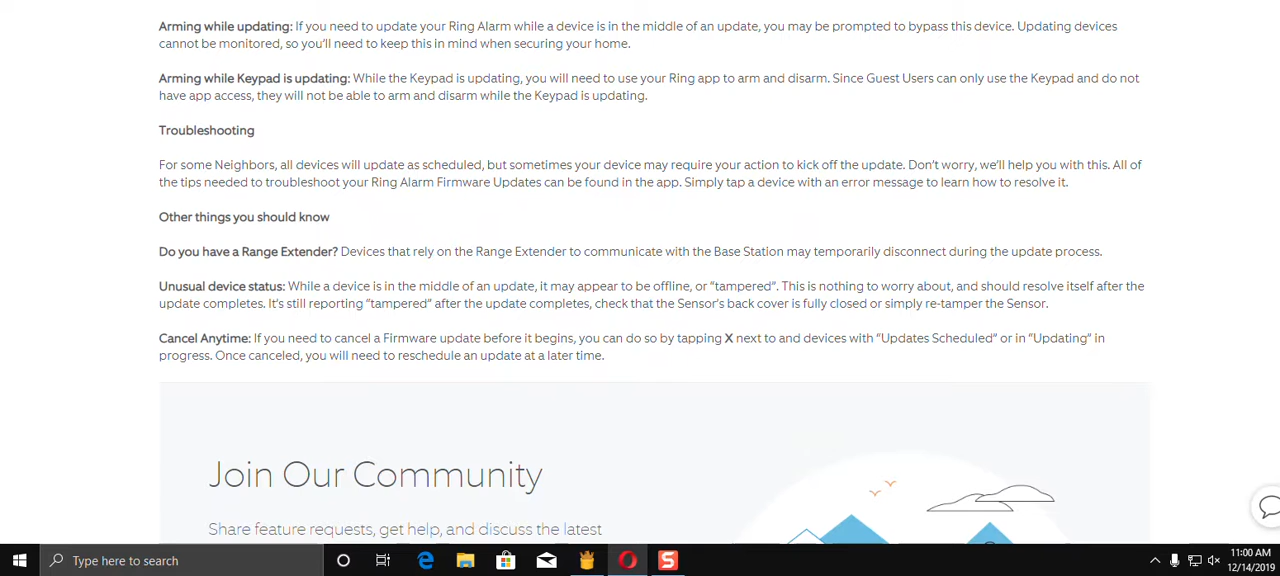 Arming while updating: If you need to update your Ring Alarm while a device is in the middle of an update, you may be prompted to bypass this device. Updating devices
cannot be monitored, so you'll need to keep this in mind when securing your home.
Arming while Keypad is updating: While the Keypad is updating, you will need to use your Ring app to arm and disarm. Since Guest Users can only use the Keypad and do not
have app access, they will not be able to arm and disarm while the Keypad is updating.
Troubleshooting
For some Neighbors, all devices will update as scheduled, but sometimes your device may require your action to kick off the update. Don't worry, we'll help you with this. All of
the tips needed to troubleshoot your Ring Alarm Firmware Updates can be found in the app. Simply tap a device with an error message to learn how to resolve it.
Other things you should know
Do you have a Range Extender? Devices that rely on the Range Extender to communicate with the Base Station may temporarily disconnect during the update process.
Unusual device status: While a device is in the middle of an update, it may appear to be offline, or "tampered". This is nothing to worry about, and should resolve itself after the
update completes. It's still reporting "tampered" after the update completes, check that the Sensor's back cover is fully closed or simply re-tamper the Sensor.
Cancel Anytime: If you need to cancel a Firmware update before it begins, you can do so by tapping X next to and devices with "Updates Scheduled" or in "Updating" in
progress. Once canceled, you will need to reschedule an update at a later time.
Join Our Community
Share feature requests, get help, and discuss the latest
Type here to search
11:00 AM
12/14/2019